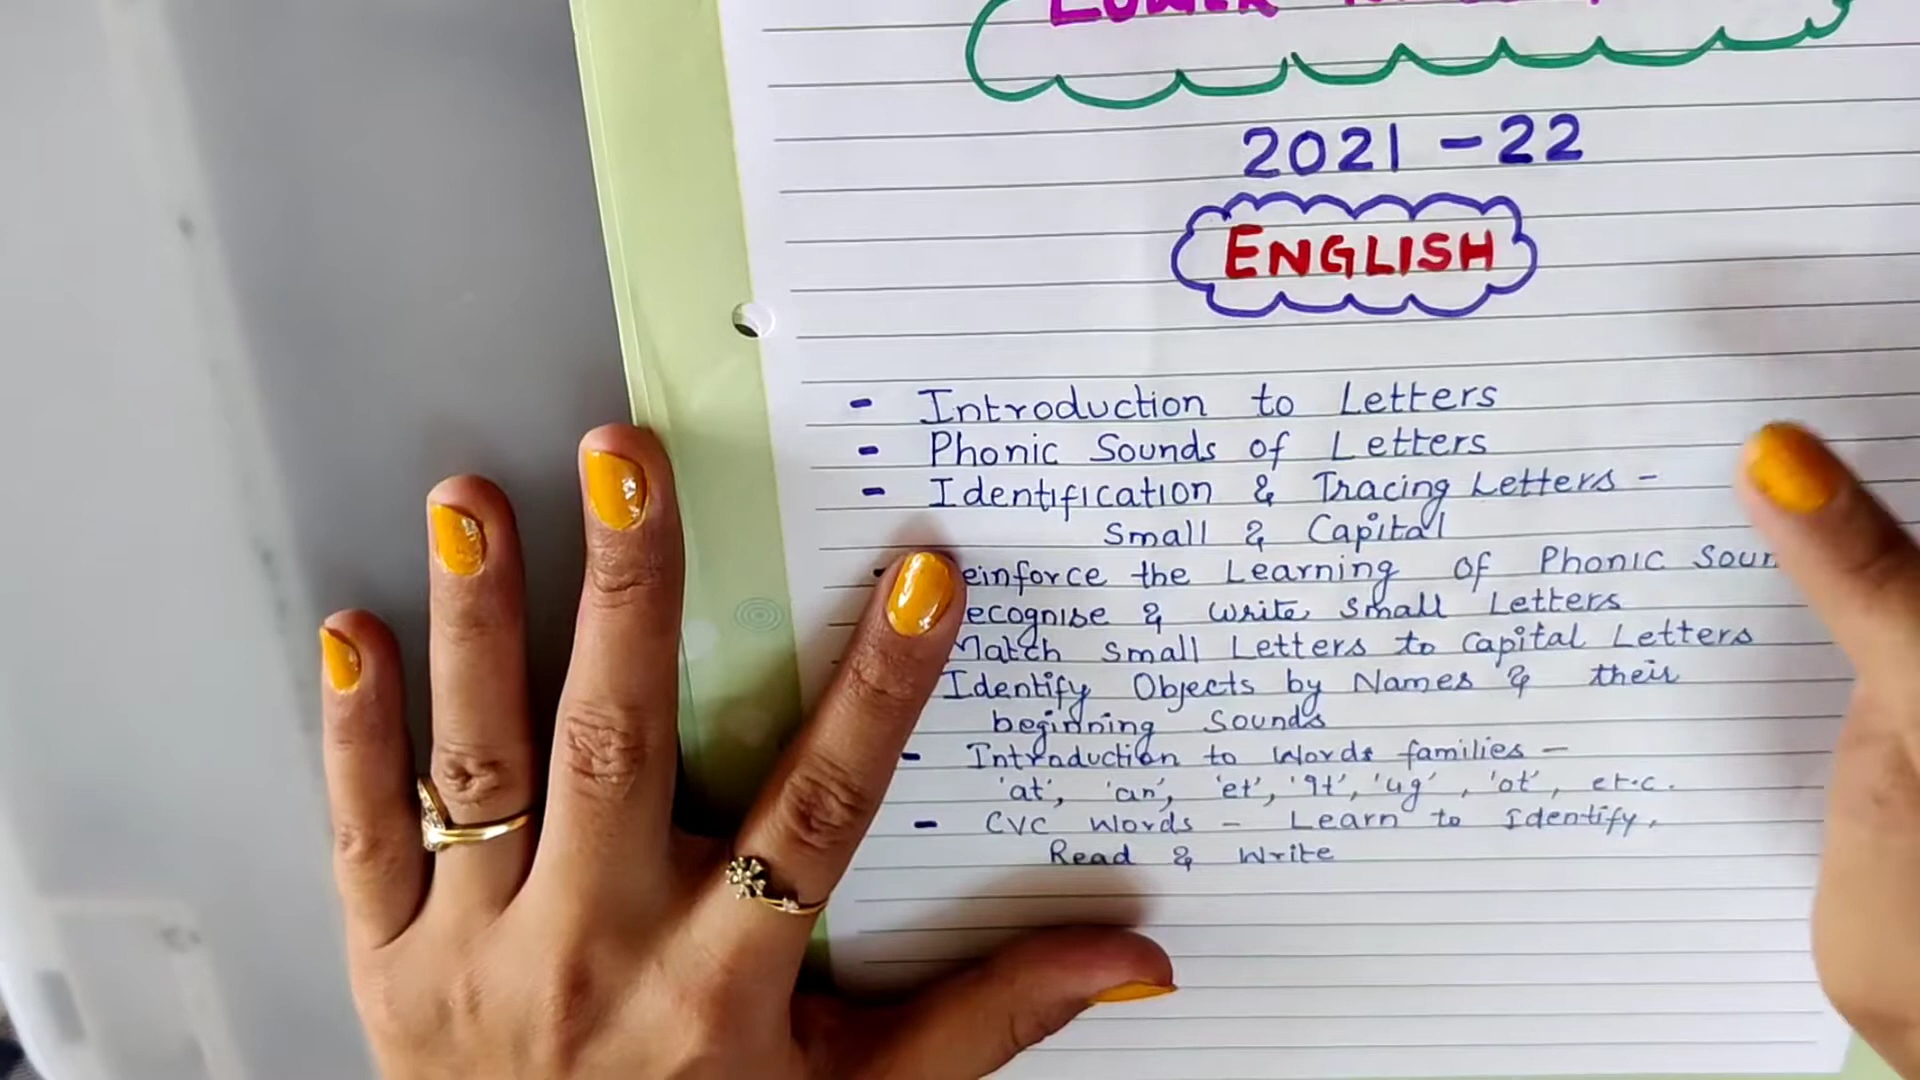 Lower
2021-22
ENGLISH
- Introduction to Letters
- Phonic Sounds of Letters
- Identification & Tracing Letters -
Small & Capital
einforce the Learning of Phonic Soun
ecognise & write small Letters
Match small Letters to Capital Letters
Identify Objects by Names & their
beginning Sounds
- Introduction to Words families -
'at', 'an', 'et', 'it', 'ug', 'ot', etc.
- CVC Words - Learn to Identify,
Read & Write